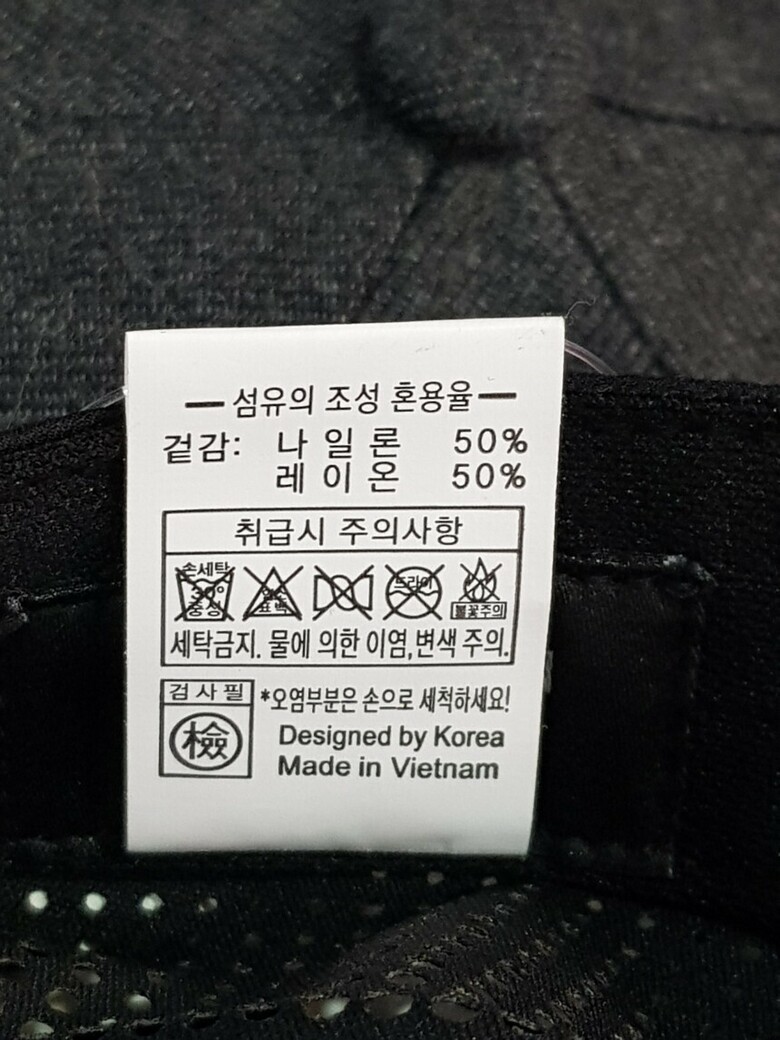 섬유의 조성 혼용율
겉감: 나 일 론 50%
레 이 온 50%
취급시 주의사항
손세탁
30°
중성
염소
표백
드라이
불꽃주의
세탁금지. 물에 의한 이염,변색 주의.
검 사 필
檢
*오염부분은 손으로 세척하세요!
Designed by Korea
Made in Vietnam